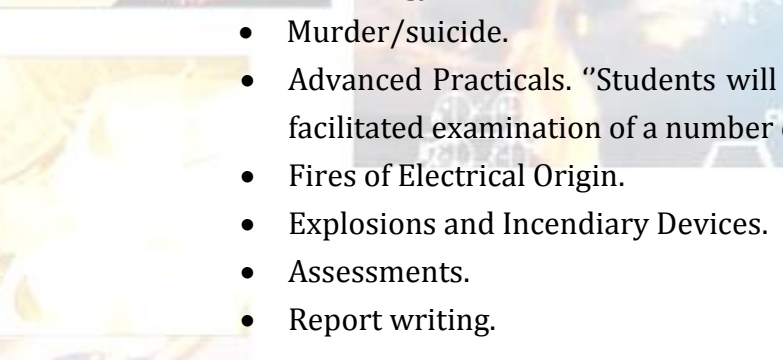 • Murder/suicide.
• Advanced Practicals. ‘’Students will
facilitated examination of a number
• Fires of Electrical Origin.
• Explosions and Incendiary Devices.
• Assessments.
• Report writing.